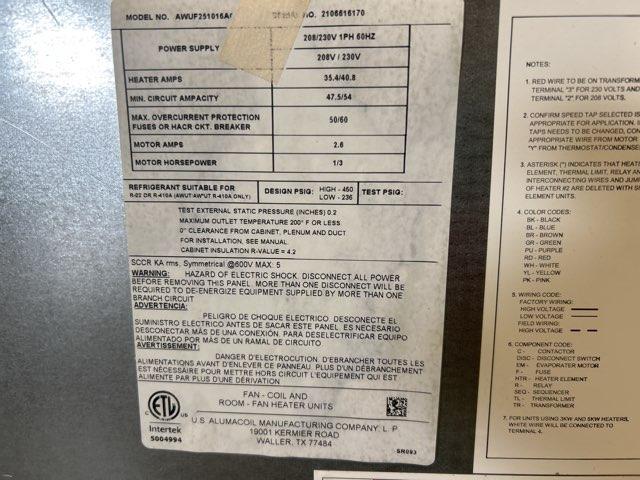 MODEL NO. AWUF251016A
NO. 2106616170
POWER SUPPLY
208/230V 1PH 60HZ
208V / 230V
HEATER AMPS 35.4/40.8
MIN. CIRCUIT AMPACITY 47.5/54
MAX. OVERCURRENT PROTECTION
FUSES OR HACR CKT. BREAKER 50/60
MOTOR AMPS 2.6
MOTOR HORSEPOWER 1/3
REFRIGERANT SUITABLE FOR
R-22 OR R-410A (AWUT-AWUT R-410A ONLY)
DESIGN PSIG: HIGH - 450
LOW - 236
TEST PSIG:
TEST EXTERNAL STATIC PRESSURE (INCHES) 0.2
MAXIMUM OUTLET TEMPERATURE 200° F OR LESS
0" CLEARANCE FROM CABINET, PLENUM AND DUCT
FOR INSTALLATION, SEE MANUAL.
CABINET INSULATION R-VALUE = 4.2
SCCR KA rms, Symmetrical @600V MAX: 5
WARNING: HAZARD OF ELECTRIC SHOCK. DISCONNECT ALL POWER
BEFORE REMOVING THIS PANEL. MORE THAN ONE DISCONNECT MAY BE
REQUIRED TO DE-ENERGIZE EQUIPMENT SUPPLIED BY MORE THAN ONE
BRANCH CIRCUIT
ADVERTENCIA:
PELIGRO DE CHOQUE ELECTRICO. DESCONECTE EL
SUMINISTRO ELECTRICO ANTES DE SACAR ESTE PANEL. ES NECESARIO
DESCONECTAR MÁS DE UNA CONEXIÓN. PARA DESELECTRIFICAR EQUIPO
ALIMENTADO POR MÁS DE UN RAMAL DE CIRCUITO.
AVERTISSEMENT:
DANGER D'ELECTROCUTION. D'EBRANCHER TOUTES LES
ALIMENTATIONS AVANT D'ENLEVER CE PANNEAU. PLUS D'UN DÉBRANCHEMENT
EST NÉCESSAIRE POUR METTRE HORS CIRCUIT L'EQUIPEMENT QUI EST
ALIMENTE PAR PLUS D'UNE DÉRIVATION
FAN - COIL AND
ROOM - FAN HEATER UNITS
C ETL US
Intertek
5004994
U.S. ALUMACOIL MANUFACTURING COMPANY, L. P.
19001 KERMIER ROAD
WALLER, TX 77484
SR093
NOTES:
1. RED WIRE TO BE ON TRANSFORM
TERMINAL "3" FOR 230 VOLTS AND
TERMINAL "2" FOR 208 VOLTS.
2. CONFIRM SPEED TAP SELECTED IS
APPROPRIATE FOR APPLICATION.
TAPS NEEDS TO BE CHANGED, CON
APPROPRIATE WIRE FROM MOTOR
"Y" FROM THERMOSTAT/CONDENSE
3. ASTERISK (*) INDICATES THAT HEAT
ELEMENT, THERMAL LIMIT, RELAY AN
INTERCONNECTING WIRES AND JUM
OF HEATER #2 ARE DELETED WITH SI
ELEMENT UNITS.
4. COLOR CODES:
BK - BLACK
BL - BLUE
BR - BROWN
GR - GREEN
PU - PURPLE
RD - RED
WH - WHITE
YL - YELLOW
PK - PINK
5. WIRING CODE:
FACTORY WIRING:
HIGH VOLTAGE
LOW VOLTAGE
FIELD WIRING:
HIGH VOLTAGE
6. COMPONENT CODE:
C - CONTACTOR
DISC - DISCONNECT SWITCH
EM - EVAPORATOR MOTOR
F - FUSE
HTR - HEATER ELEMENT
R - RELAY
SEQ - SEQUENCER
TL - THERMAL LIMIT
TR - TRANSFORMER
7. FOR UNITS USING 3KW AND 5KW HEATERS
WHITE WIRE WILL BE CONNECTED TO
TERMINAL 4.